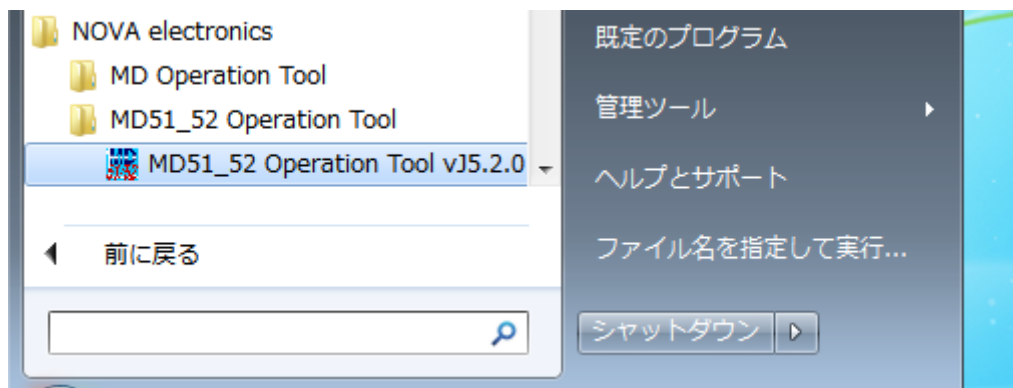 NOVA electronics
MD Operation Tool
MD51_52 Operation Tool
MD51_52 Operation Tool vJ5.2.0
前に戻る
既定のプログラム
管理ツール
ヘルプとサポート
ファイル名を指定して実行...
シャットダウン